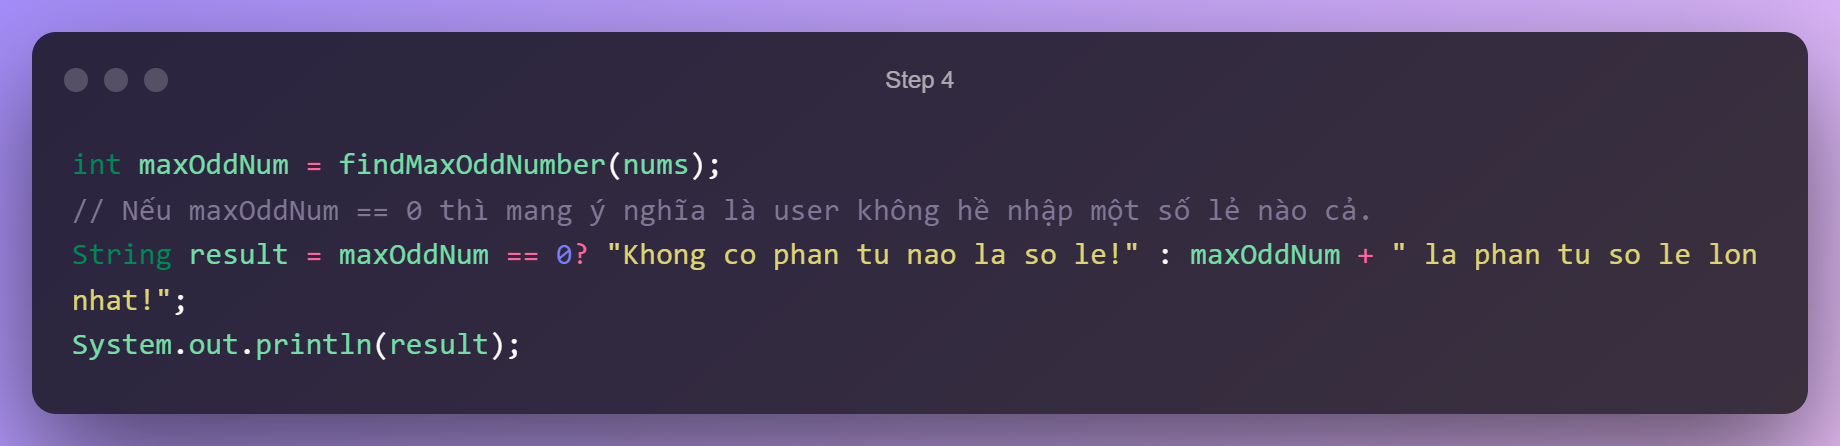 Step 4
int maxOddNum = findMaxOddNumber(nums);
// Nếu maxOddNum == 0 thì mang ý nghĩa là user không hề nhập một số lẻ nào cả.
String result = maxOddNum == 0? "Khong co phan tu nao la so le!" : maxOddNum + " la phan tu so le lon
nhat!";
System.out.println(result);